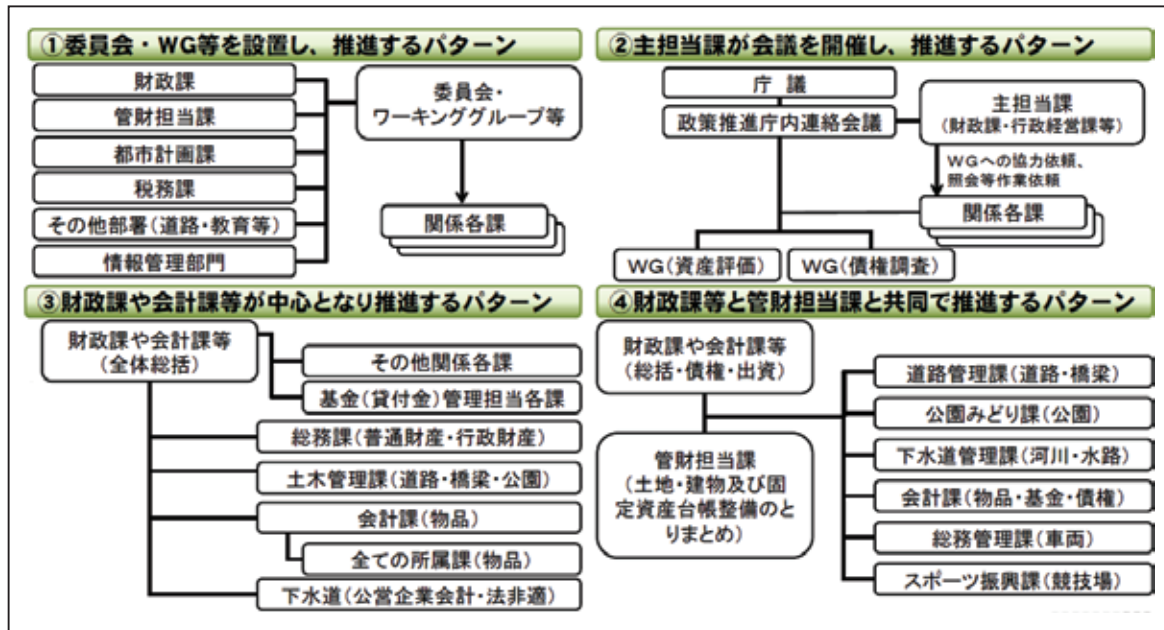 ①委員会・WG等を設置し、推進するパターン
財政課
管財担当課
都市計画課
税務課
その他部署(道路・教育等)
情報管理部門
委員会・
ワーキンググループ等
関係各課
②主担当課が会議を開催し、推進するパターン
庁 議
政策推進庁内連絡会議
主担当課
(財政課・行政経営課等)
WGへの協力依頼、
照会等作業依頼
関係各課
WG(資産評価)
WG(債権調査)
③財政課や会計課等が中心となり推進するパターン
財政課や会計課等
(全体総括)
その他関係各課
基金(貸付金)管理担当各課
総務課(普通財産・行政財産)
土木管理課(道路・橋梁・公園)
会計課(物品)
全ての所属課(物品)
下水道(公営企業会計・法非適)
④財政課等と管財担当課と共同で推進するパターン
財政課や会計課等
(総括・債権・出資)
管財担当課
(土地・建物及び固
定資産台帳整備のと
りまとめ)
道路管理課(道路・橋梁)
公園みどり課(公園)
下水道管理課(河川・水路)
会計課(物品・基金・債権)
総務管理課(車両)
スポーツ振興課(競技場)